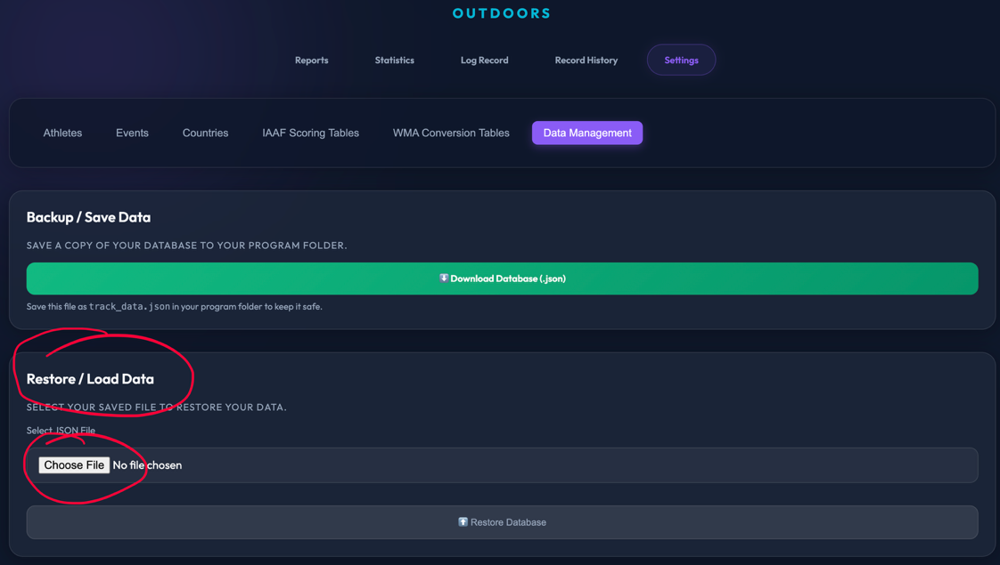 OUTDOORS
Reports Statistics Log Record Record History Settings
Athletes Events Countries IAAF Scoring Tables WMA Conversion Tables Data Management
Backup / Save Data
SAVE A COPY OF YOUR DATABASE TO YOUR PROGRAM FOLDER.
Download Database (.json)
Save this file as track_data.json in your program folder to keep it safe.
Restore / Load Data
SELECT YOUR SAVED FILE TO RESTORE YOUR DATA.
Select JSON File
Choose File No file chosen
Restore Database